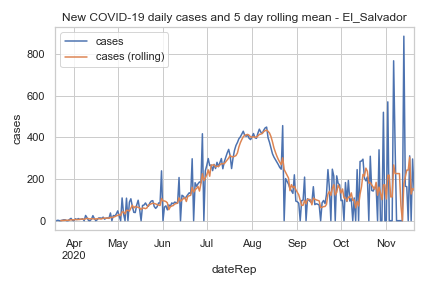 New COVID-19 daily cases and 5 day rolling mean - El_Salvador
cases
cases (rolling)
cases
800
600
400
200
0
Apr
2020
May
Jun
Jul
Aug
Sep
Oct
Nov
dateRep